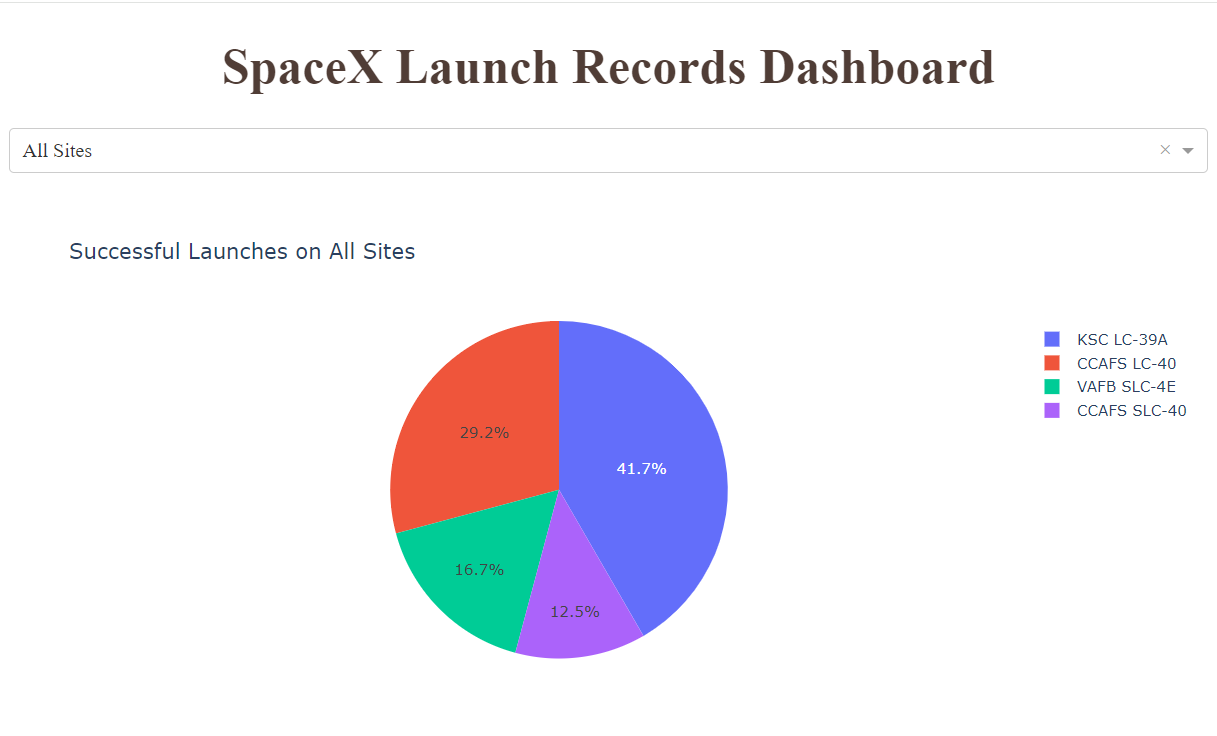 SpaceX Launch Records Dashboard
All Sites
×
Successful Launches on All Sites
KSC LC-39A
CCAFS LC-40
VAFB SLC-4E
CCAFS SLC-40
29.2%
41.7%
16.7%
12.5%